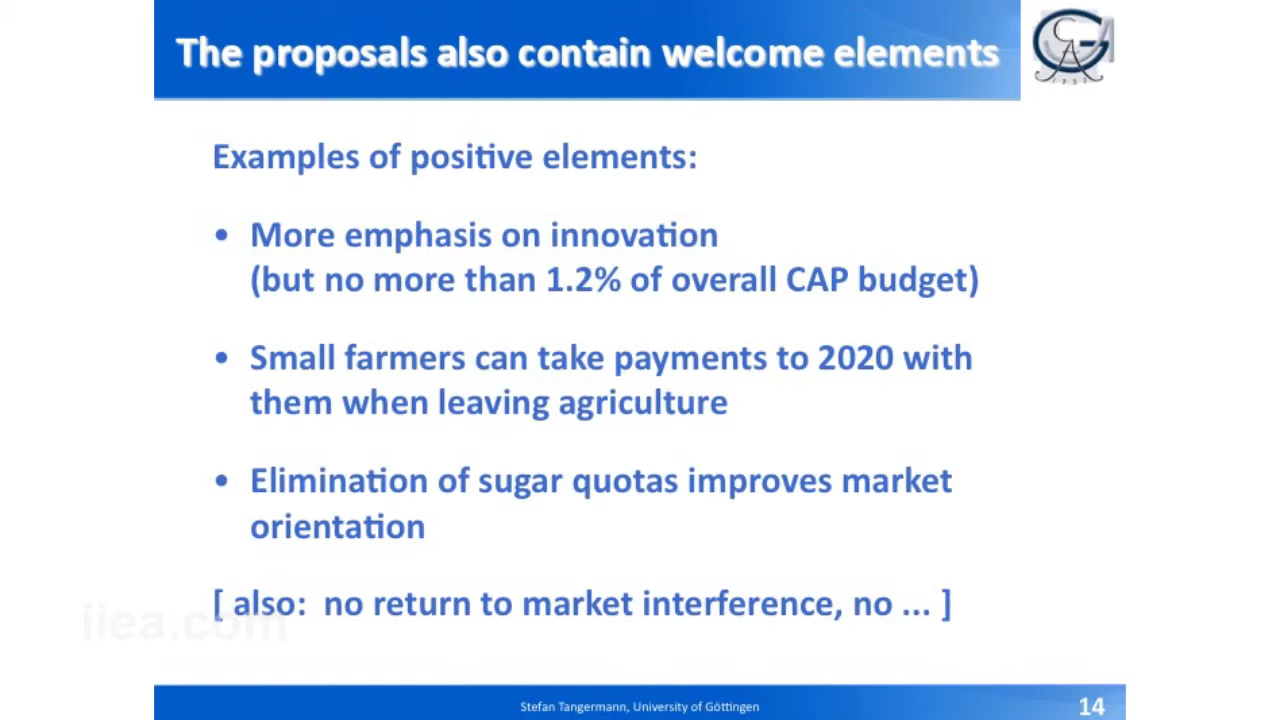 The proposals also contain welcome elements
Examples of positive elements:
• More emphasis on innovation
(but no more than 1.2% of overall CAP budget)
• Small farmers can take payments to 2020 with
them when leaving agriculture
• Elimination of sugar quotas improves market
orientation
[ also: no return to market interference, no ... ]
iiea.com
Stefan Tangermann, University of Göttingen
14